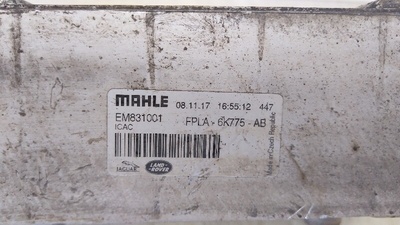 MAHLE 08.11.17 16:55:12 447
EM831001 FPLA - 6K775 - AB
ICAC
JAGUAR LAND ROVER
Made in Czech Republic